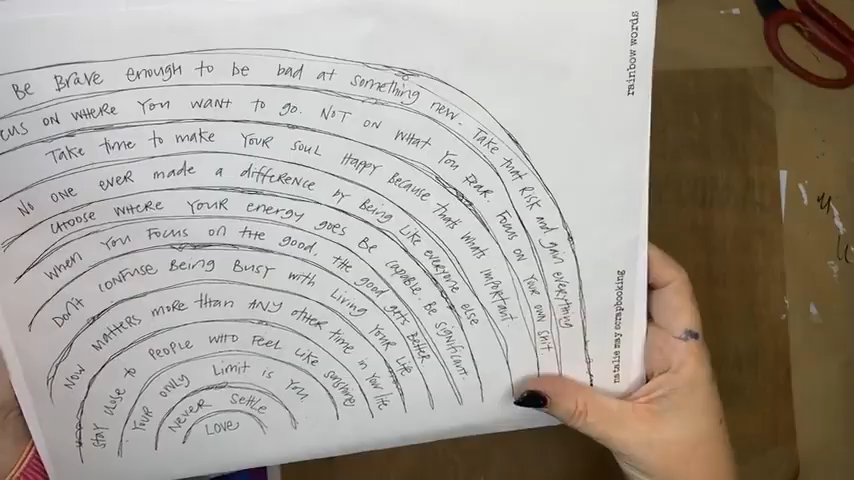 Be Brave enough to be bad at something new. Take that Risk and gain everything
cus on where you want to go. Not on what you fear. Focus on your own shit.
Take time to make your soul Happy Because that's whats important
No one ever made a difference by Being like everyone else
Choose where your energy goes Be capable. Be significant.
When you focus on the good, the good gets Better
Don't confuse Being Busy with Living your life
Now matters more than any other time in your life
Stay close to people who feel like sunshine
Your only Limit is You
Never Settle
Love
rainbow words
natalie may scrapbooking